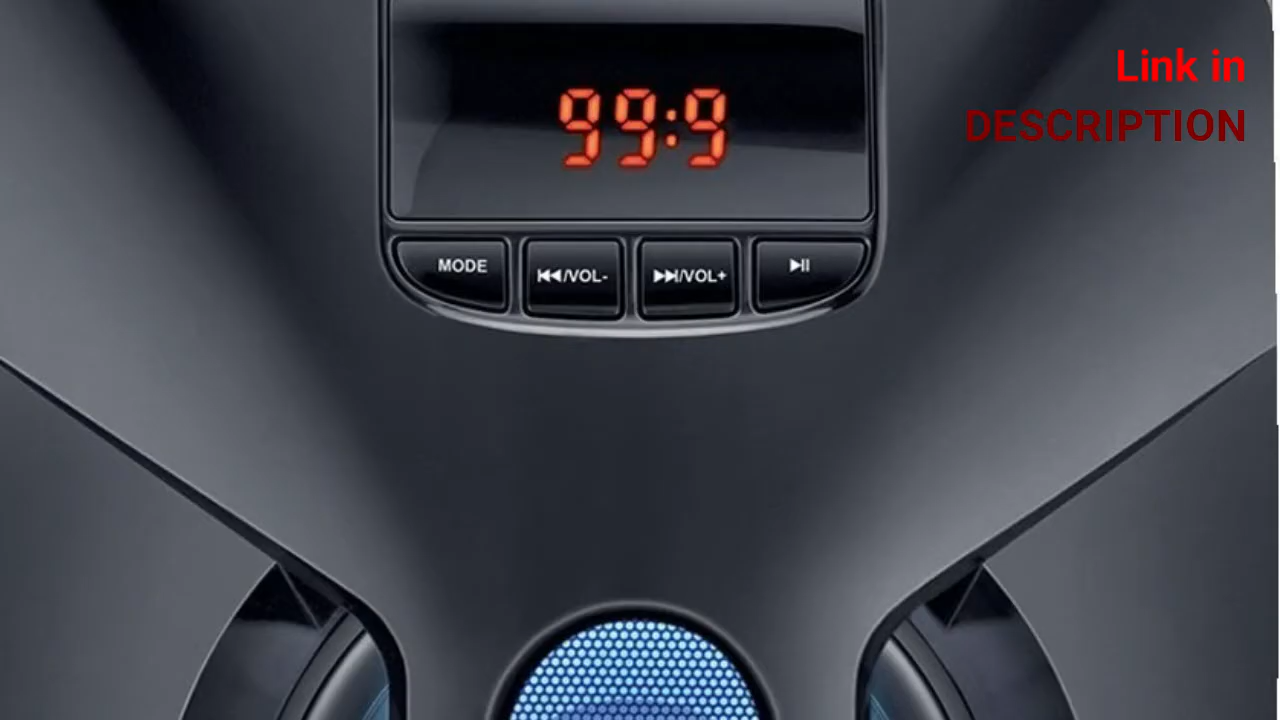 Link in
DESCRIPTION
99:9
MODE
⏮/VOL-
⏭/VOL+
⏯